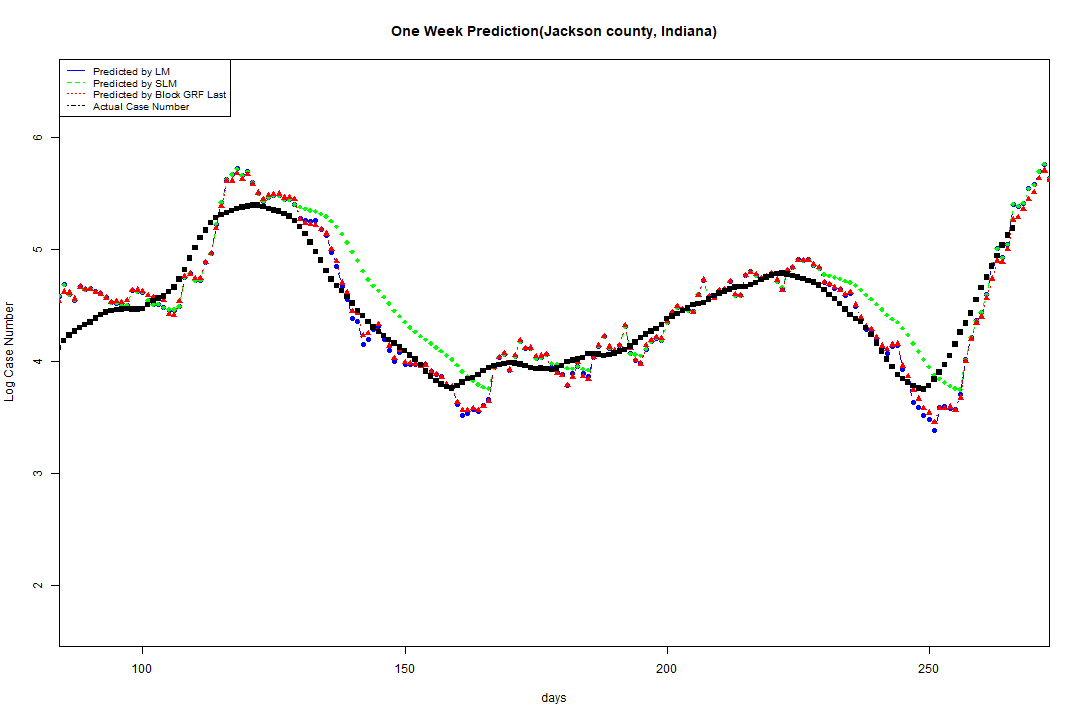 One Week Prediction(Jackson county, Indiana)
Predicted by LM
Predicted by SLM
Predicted by Block GRF Last
Actual Case Number
6
5
4
3
2
Log Case Number
100 150 200 250
days